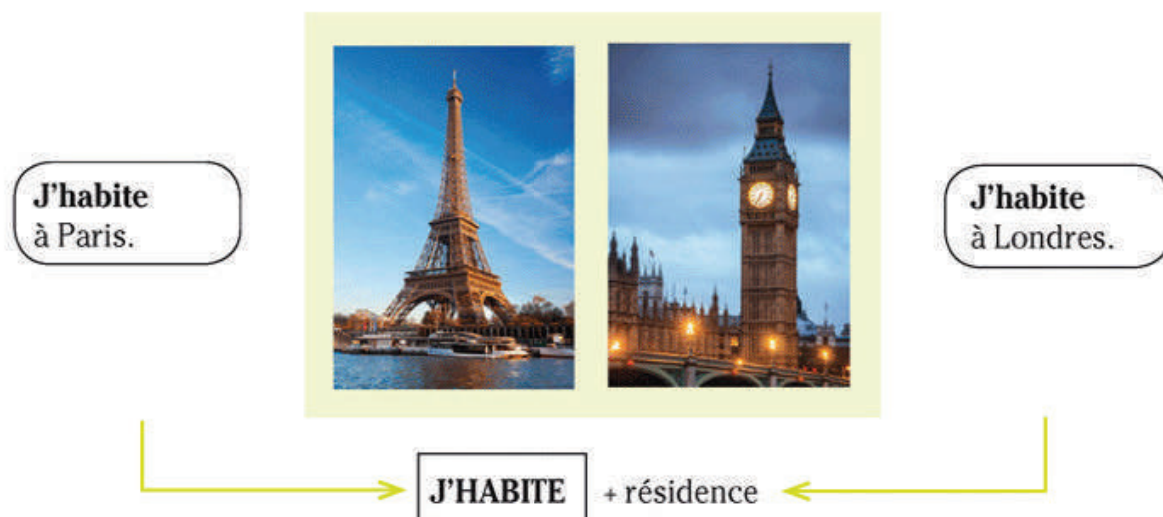 J'habite
à Paris.
J'habite
à Londres.
J'HABITE + résidence